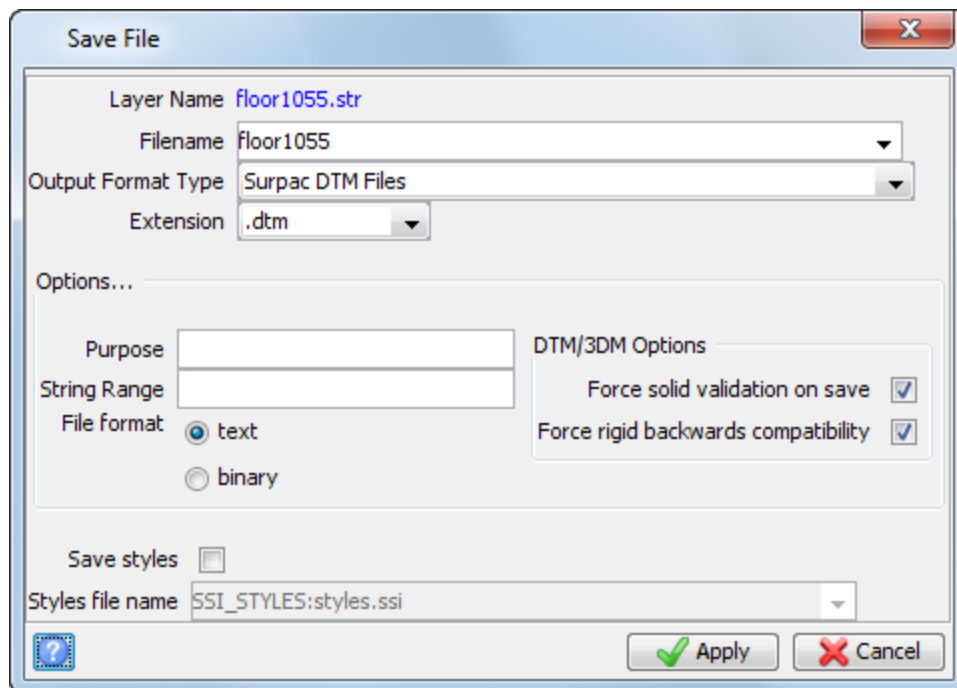 Save File
Layer Name floor1055.str
Filename floor1055
Output Format Type Surpac DTM Files
Extension .dtm
Options...
Purpose
String Range
File format text
binary
DTM/3DM Options
Force solid validation on save
Force rigid backwards compatibility
Save styles
Styles file name SSI_STYLES:styles.ssi
? Apply Cancel